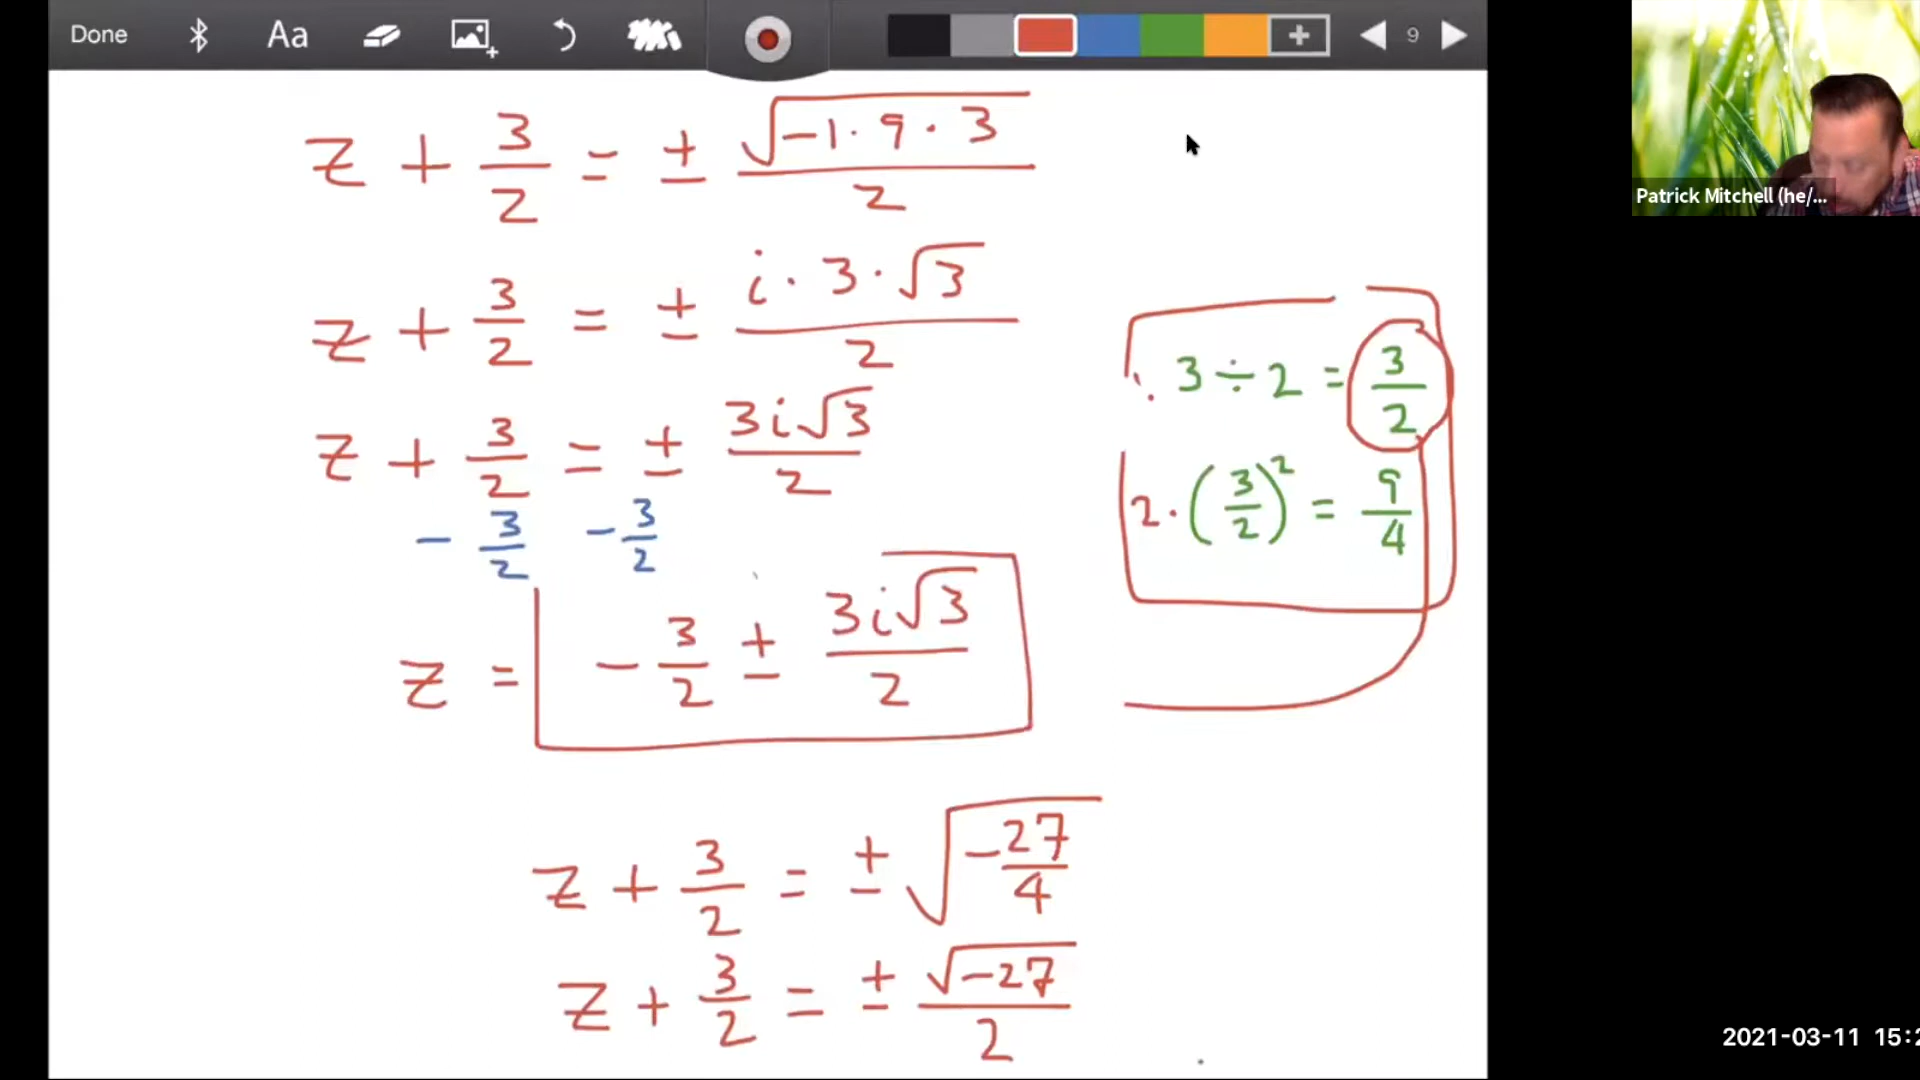 Done Aa + 9
Patrick Mitchell (he/...
z + 3/2 = ± √(-1·9·3)/2
z + 3/2 = ± i·3·√3/2
z + 3/2 = ± 3i√3/2
- 3/2 - 3/2
z = - 3/2 ± 3i√3/2
z + 3/2 = ± √(-27/4)
z + 3/2 = ± √-27/2
. 3 ÷ 2 = 3/2
2. (3/2)² = 9/4
2021-03-11 15:2